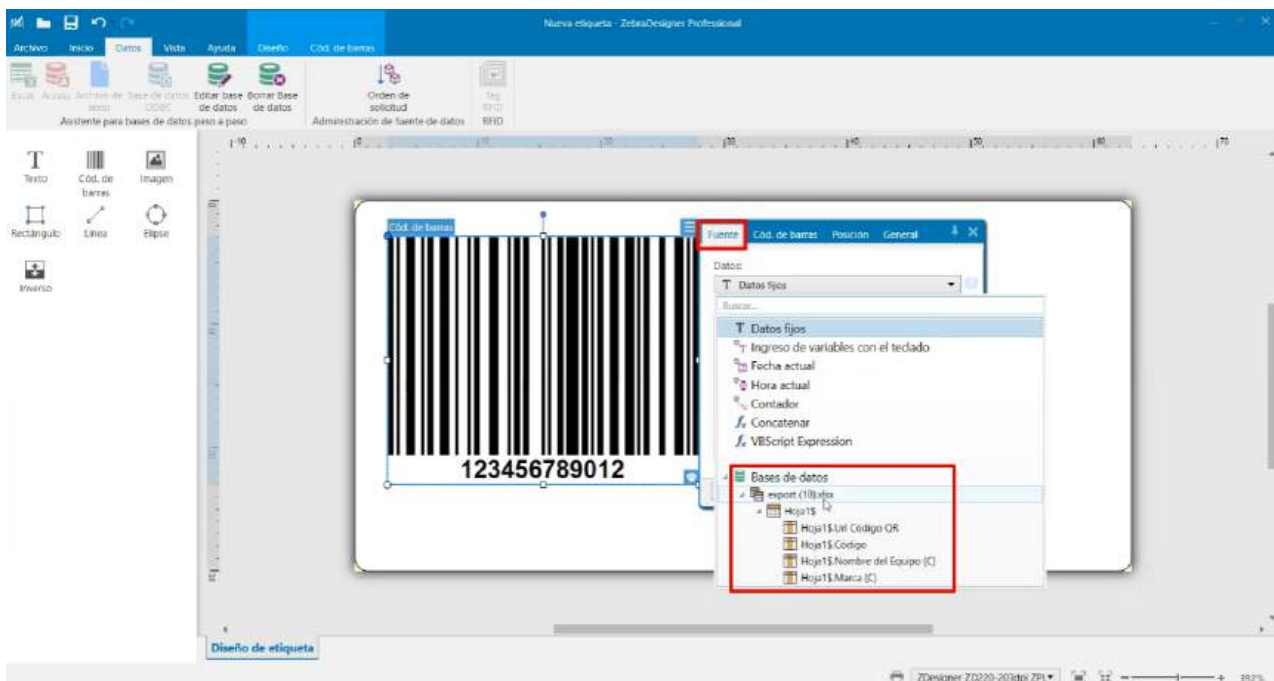 Nueva etiqueta - ZebraDesigner Professional
Archivo Inicio Datos Vista Ayuda Diseño Cód. de barras
Excel Access Archivo de texto Base de datos ODBC Editar base de datos Borrar Base de datos Orden de solicitud Tag RFID
Asistente para bases de datos paso a paso Administración de fuente de datos RFID
Texto Cód. de barras Imagen
Rectángulo Línea Elipse
Inverso
Cód. de barras
Fuente Cód. de barras Posición General
Datos:
T Datos fijos
Buscar...
T Datos fijos
Ingreso de variables con el teclado
Fecha actual
Hora actual
Contador
Concatenar
VBScript Expression
123456789012
Bases de datos
export (10).xlsx
Hoja1$
Hoja1$.Url Código QR
Hoja1$.Código
Hoja1$.Nombre del Equipo (C)
Hoja1$.Marca (C)
Diseño de etiqueta
ZDesigner ZD220-203dpi ZPL 392%